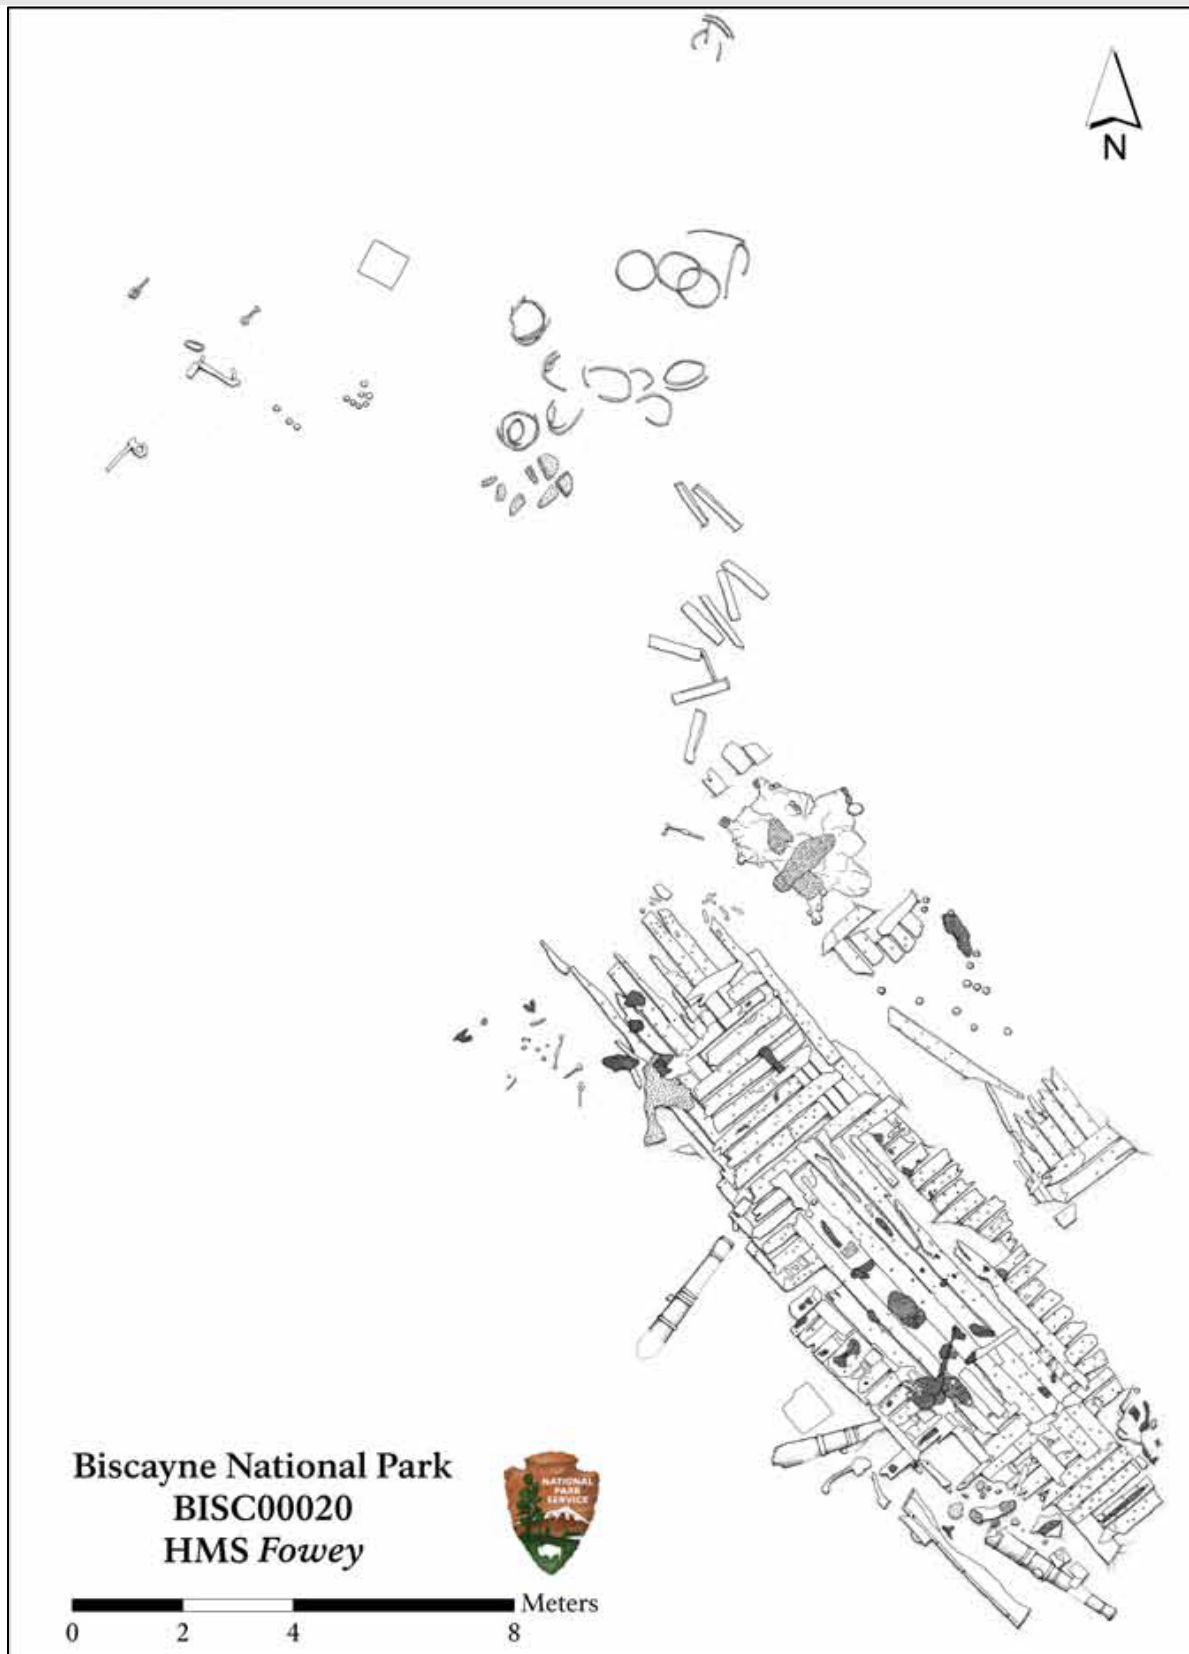 N
Biscayne National Park
BISC00020
HMS Fowey
NATIONAL
PARK
SERVICE
Meters
0 2 4 8